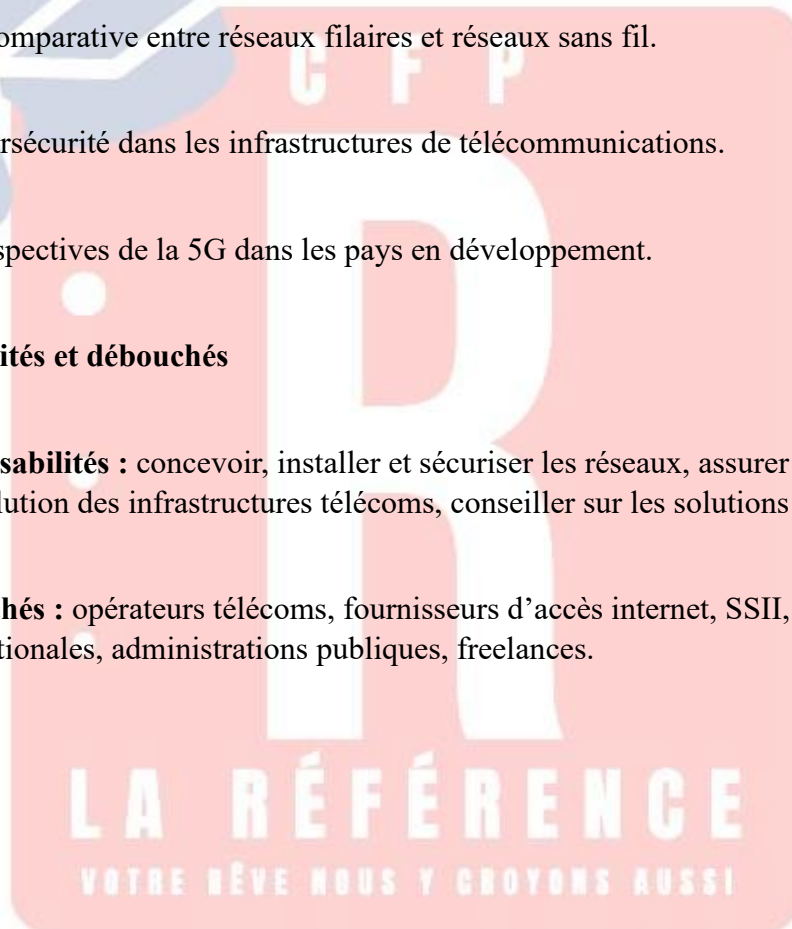 omparative entre réseaux filaires et réseaux sans fil.
CFP
rsécurité dans les infrastructures de télécommunications.
spectives de la 5G dans les pays en développement.
ités et débouchés
sabilités : concevoir, installer et sécuriser les réseaux, assurer
lution des infrastructures télécoms, conseiller sur les solutions
hés : opérateurs télécoms, fournisseurs d’accès internet, SSII,
tionales, administrations publiques, freelances.
R
LA RÉFÉRENCE
VOTRE RÊVE NOUS Y CROYONS AUSSI